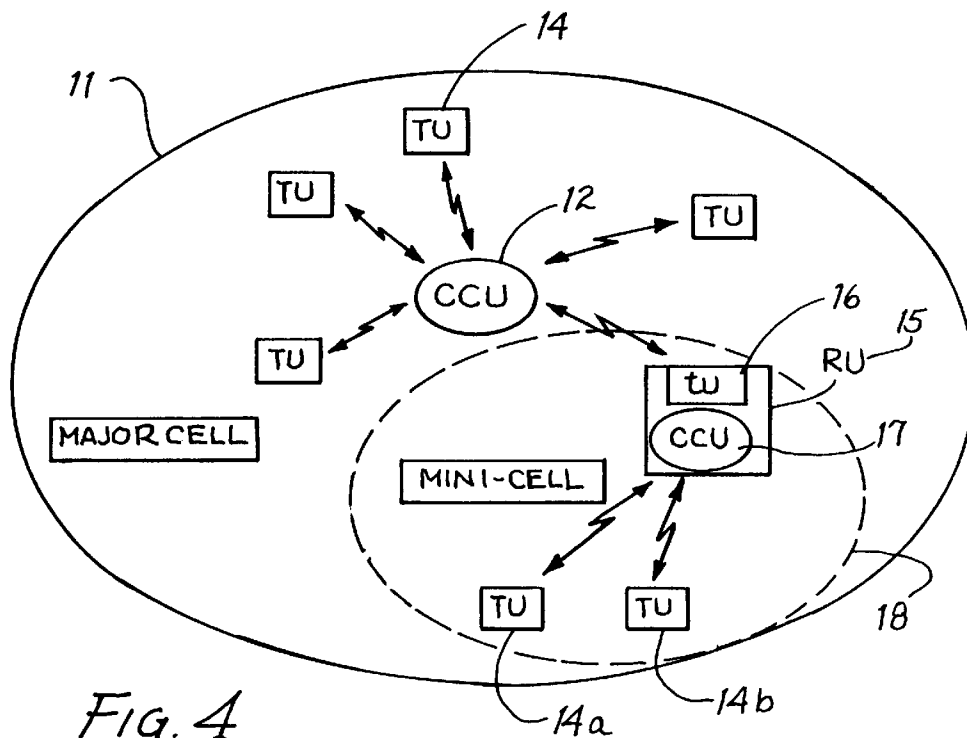 14
11
TU
TU
12
TU
CCU
16
15
TU
RU
tu
MAJOR CELL
CCU
17
MINI-CELL
TU
TU
18
14a
14b
FIG. 4